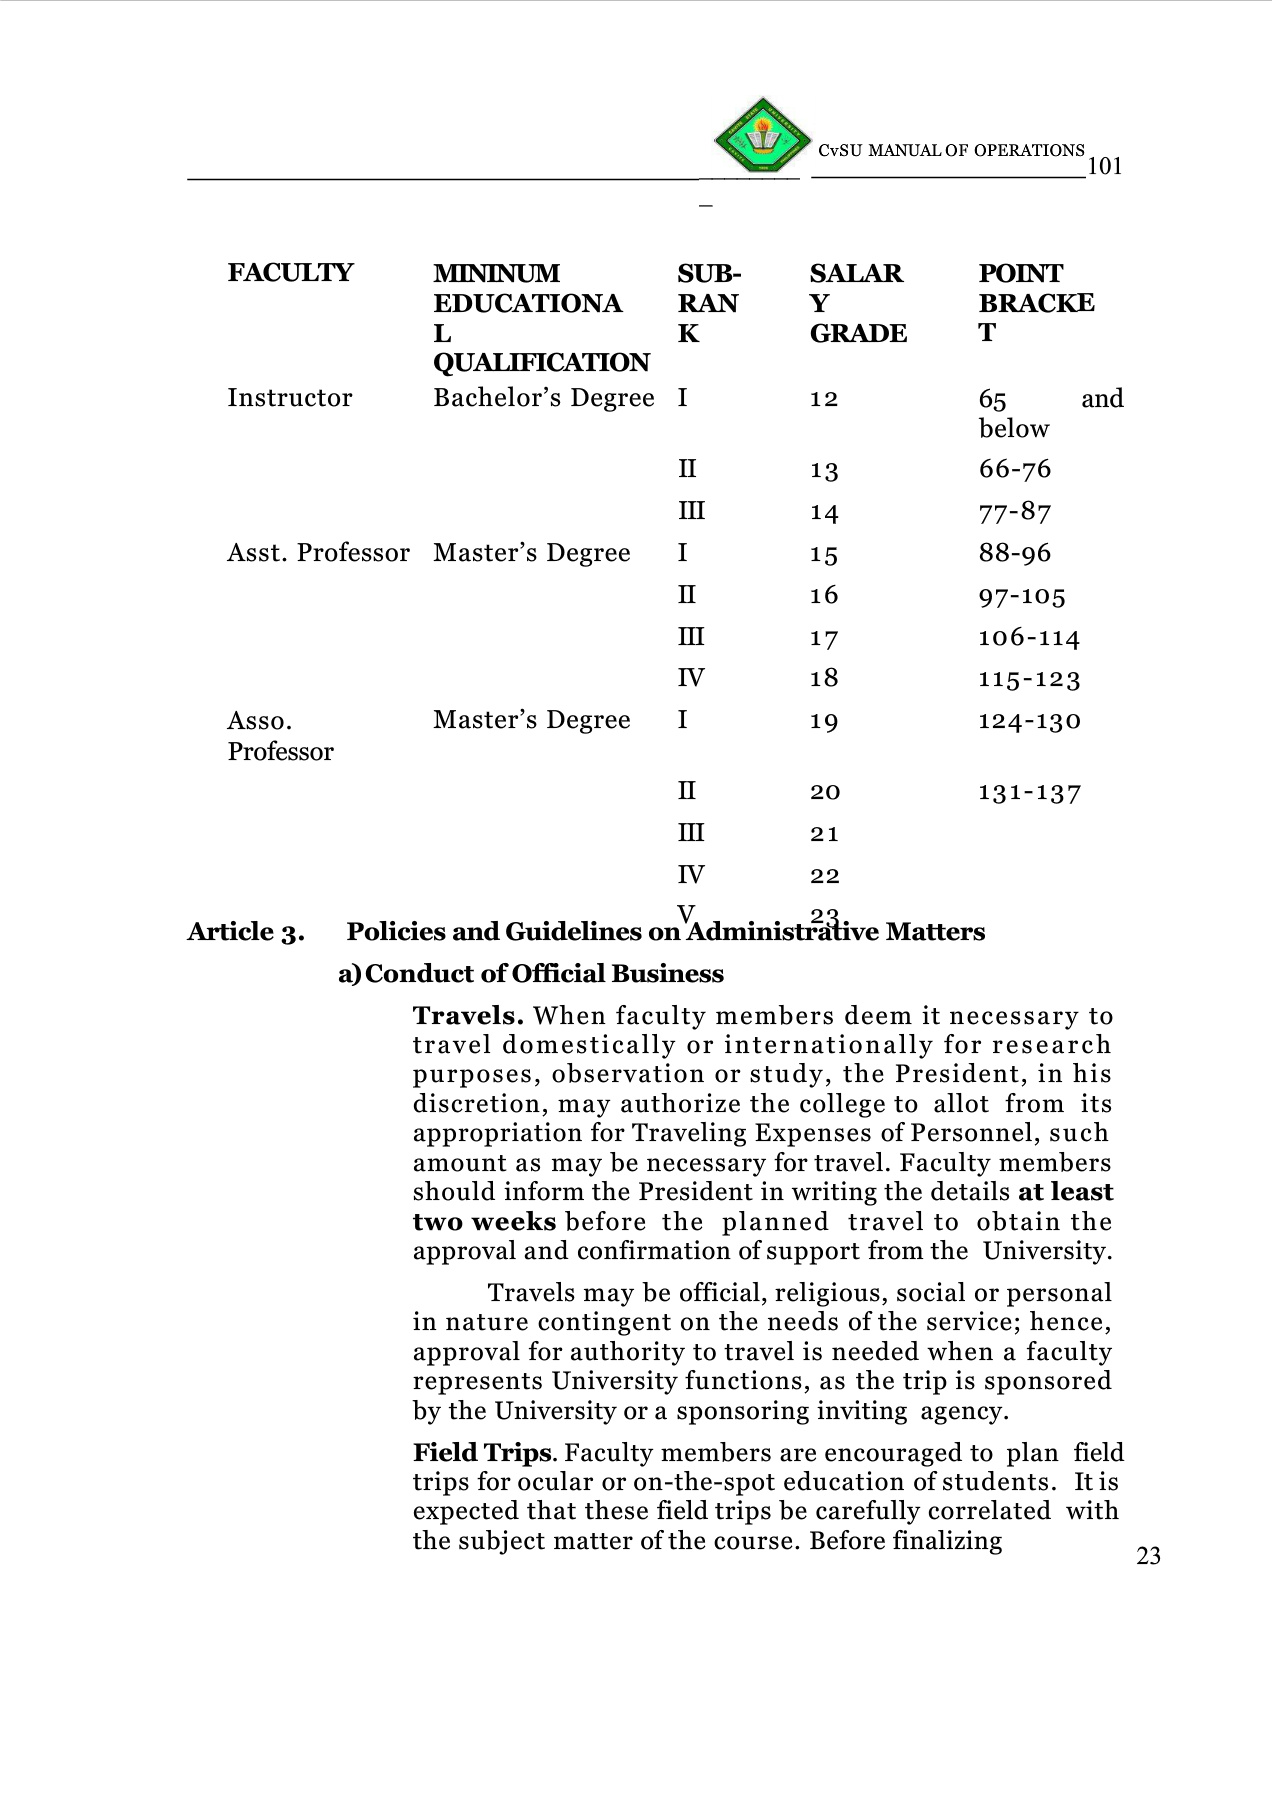 CvSU MANUAL OF OPERATIONS 101
_
FACULTY MININUM SUB- SALAR POINT
EDUCATIONA RAN Y BRACKE
L K GRADE T
QUALIFICATION
Instructor Bachelor’s Degree I 12 65 and
below
II 13 66-76
III 14 77-87
Asst. Professor Master’s Degree I 15 88-96
II 16 97-105
III 17 106-114
IV 18 115-123
Asso. Master’s Degree I 19 124-130
Professor
II 20 131-137
III 21
IV 22
V 23
Article 3. Policies and Guidelines on Administrative Matters
a)Conduct of Official Business
Travels. When faculty members deem it necessary to
travel domestically or internationally for research
purposes, observation or study, the President, in his
discretion, may authorize the college to allot from its
appropriation for Traveling Expenses of Personnel, such
amount as may be necessary for travel. Faculty members
should inform the President in writing the details at least
two weeks before the planned travel to obtain the
approval and confirmation of support from the University.
Travels may be official, religious, social or personal
in nature contingent on the needs of the service; hence,
approval for authority to travel is needed when a faculty
represents University functions, as the trip is sponsored
by the University or a sponsoring inviting agency.
Field Trips. Faculty members are encouraged to plan field
trips for ocular or on-the-spot education of students. It is
expected that these field trips be carefully correlated with
the subject matter of the course. Before finalizing
23